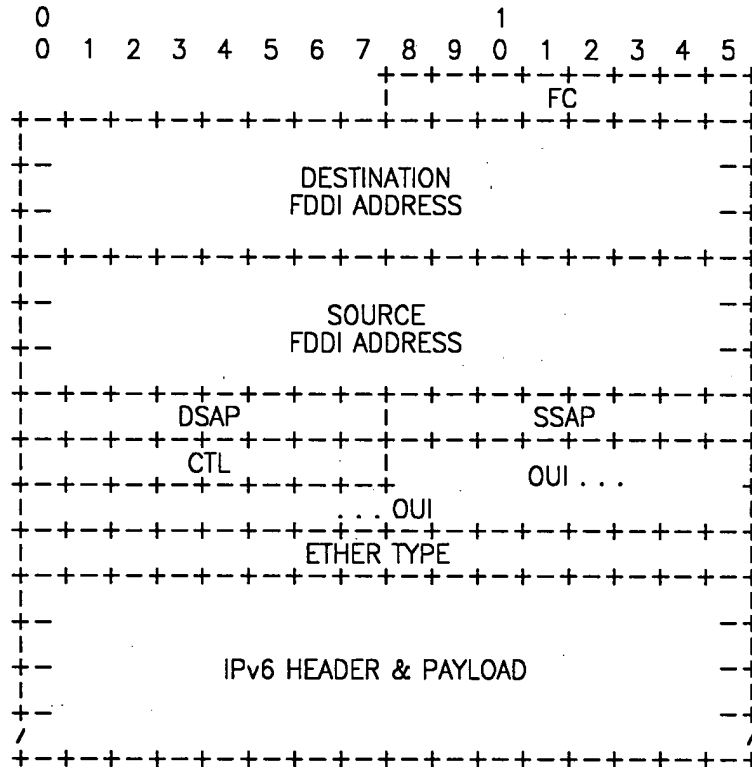 0 1
0 1 2 3 4 5 6 7 8 9 0 1 2 3 4 5
FC
DESTINATION
FDDI ADDRESS
SOURCE
FDDI ADDRESS
DSAP SSAP
CTL OUI . . .
. . . OUI
ETHER TYPE
IPv6 HEADER & PAYLOAD